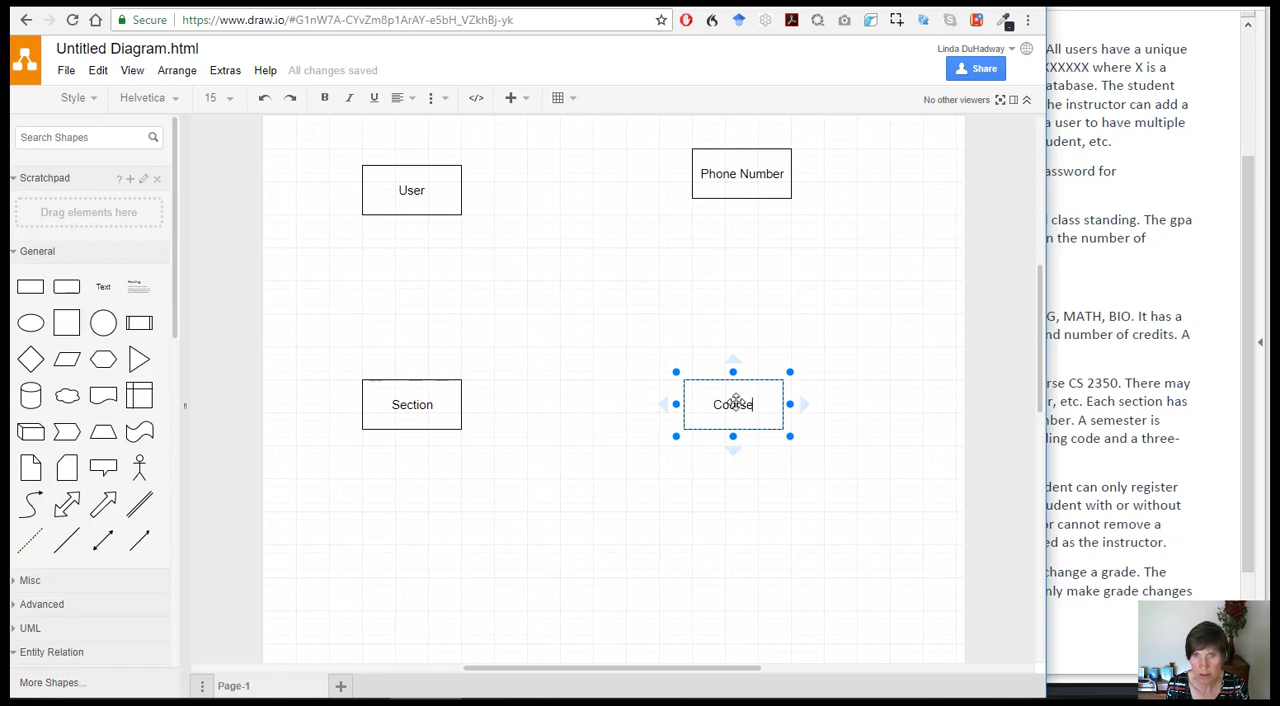 Secure
https://www.draw.io/#G1nW7A-CYvZm8p1ArAY-e5bH_VZkhBj-yk
Untitled Diagram.html
Linda DuHadway
File Edit View Arrange Extras Help All changes saved
Share
Style Helvetica 15
No other viewers
Search Shapes
Scratchpad
?
Drag elements here
General
Text
Misc
Advanced
UML
Entity Relation
More Shapes...
User
Phone Number
Section
Course
Page-1
All users have a unique
XXXXXX where X is a
atabase. The student
he instructor can add a
a user to have multiple
udent, etc.
assword for
d class standing. The gpa
n the number of
G, MATH, BIO. It has a
nd number of credits. A
rse CS 2350. There may
r, etc. Each section has
mber. A semester is
ling code and a three-
dent can only register
tudent with or without
or cannot remove a
ed as the instructor.
change a grade. The
nly make grade changes